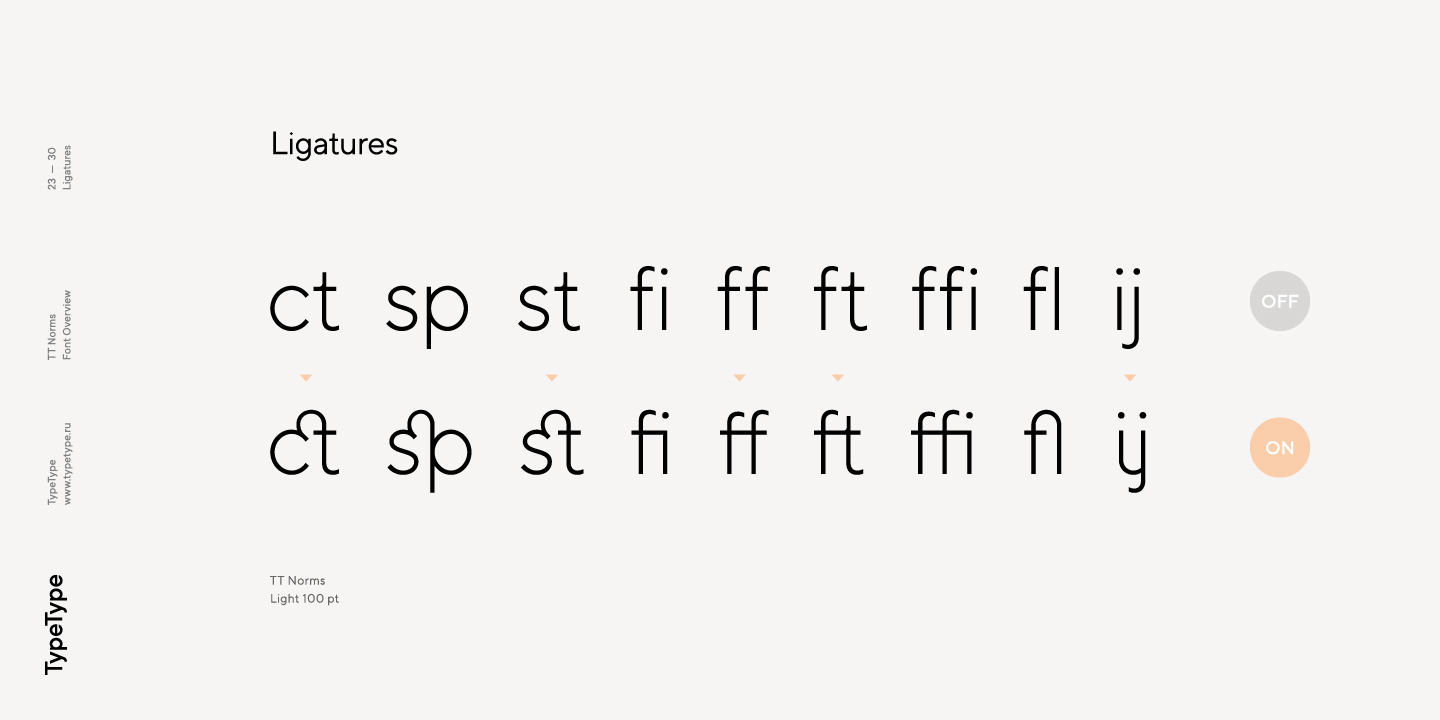 Ligatures
ct sp st fi ff ft ffi fl ij
OFF
ct sp st fi ff ft ffi fl ij
ON
TT Norms
Light 100 pt
23 — 30
Ligatures
TT Norms
Font Overview
TypeType
www.typetype.ru
TypeType